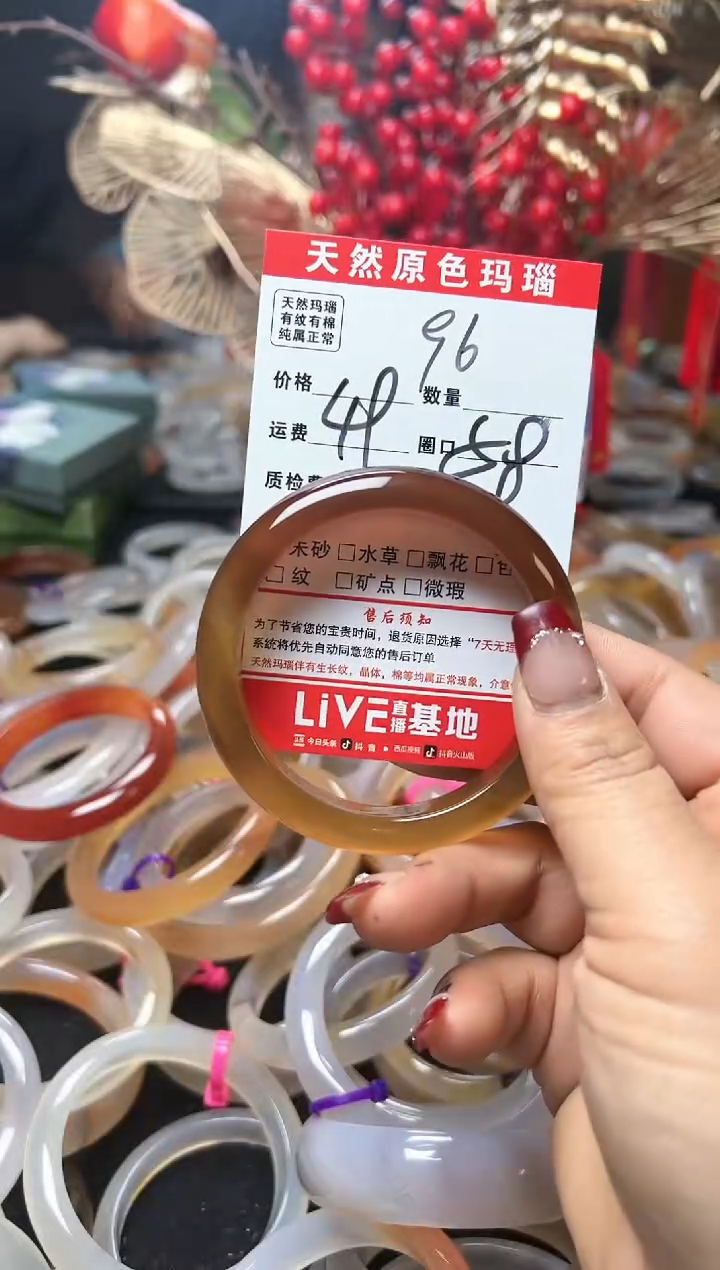 天然原色玛瑙
天然玛瑙
有纹有棉
纯属正常
96
价格 数量
48
运费 圈口 58
质检费
朱砂 □水草 □飘花 □包
□纹 □矿点 □微瑕
售后须知
为了节省您的宝贵时间，退货原因选择“7天无理
系统将优先自动同意您的售后订单
天然玛瑙伴有生长纹，晶体，棉等均属正常现象，介意
LiVE直播基地
今日头条 抖音 西瓜视频 抖音火山版